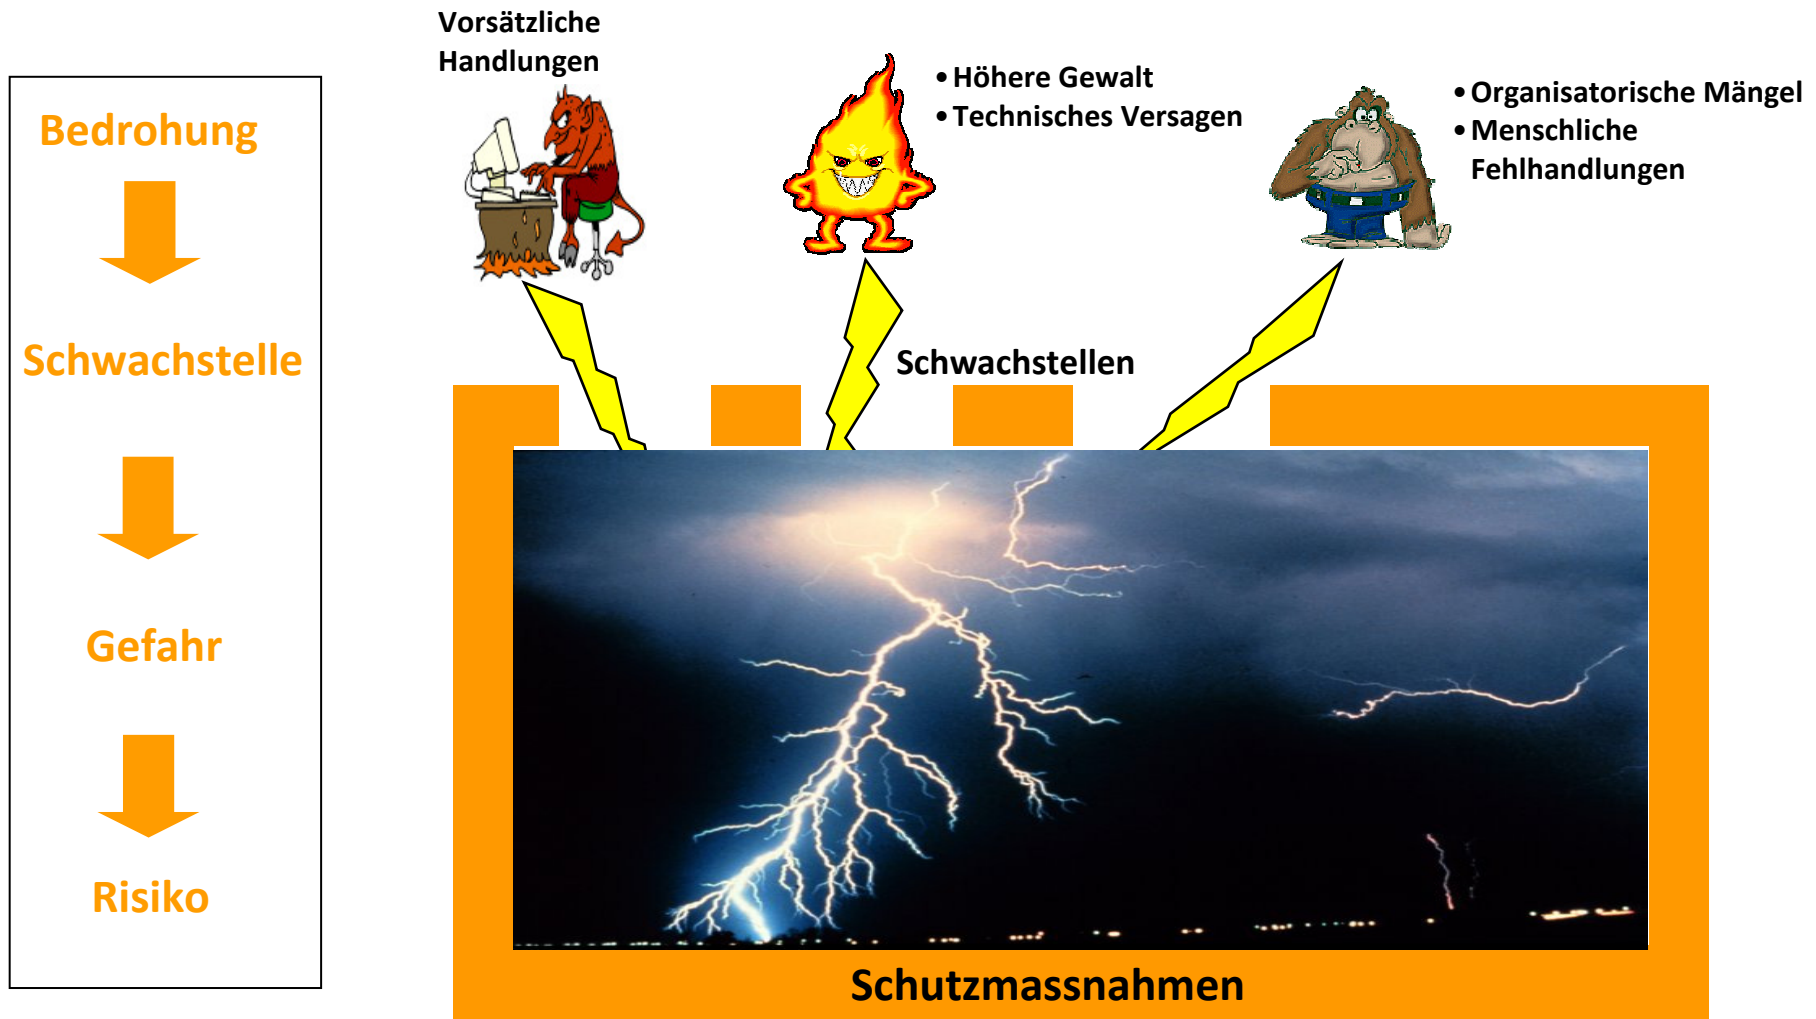 Vorsätzliche
Handlungen
• Höhere Gewalt
• Technisches Versagen
• Organisatorische Mängel
• Menschliche
Fehlhandlungen
Bedrohung
Schwachstelle
Gefahr
Risiko
Schwachstellen
Schutzmassnahmen